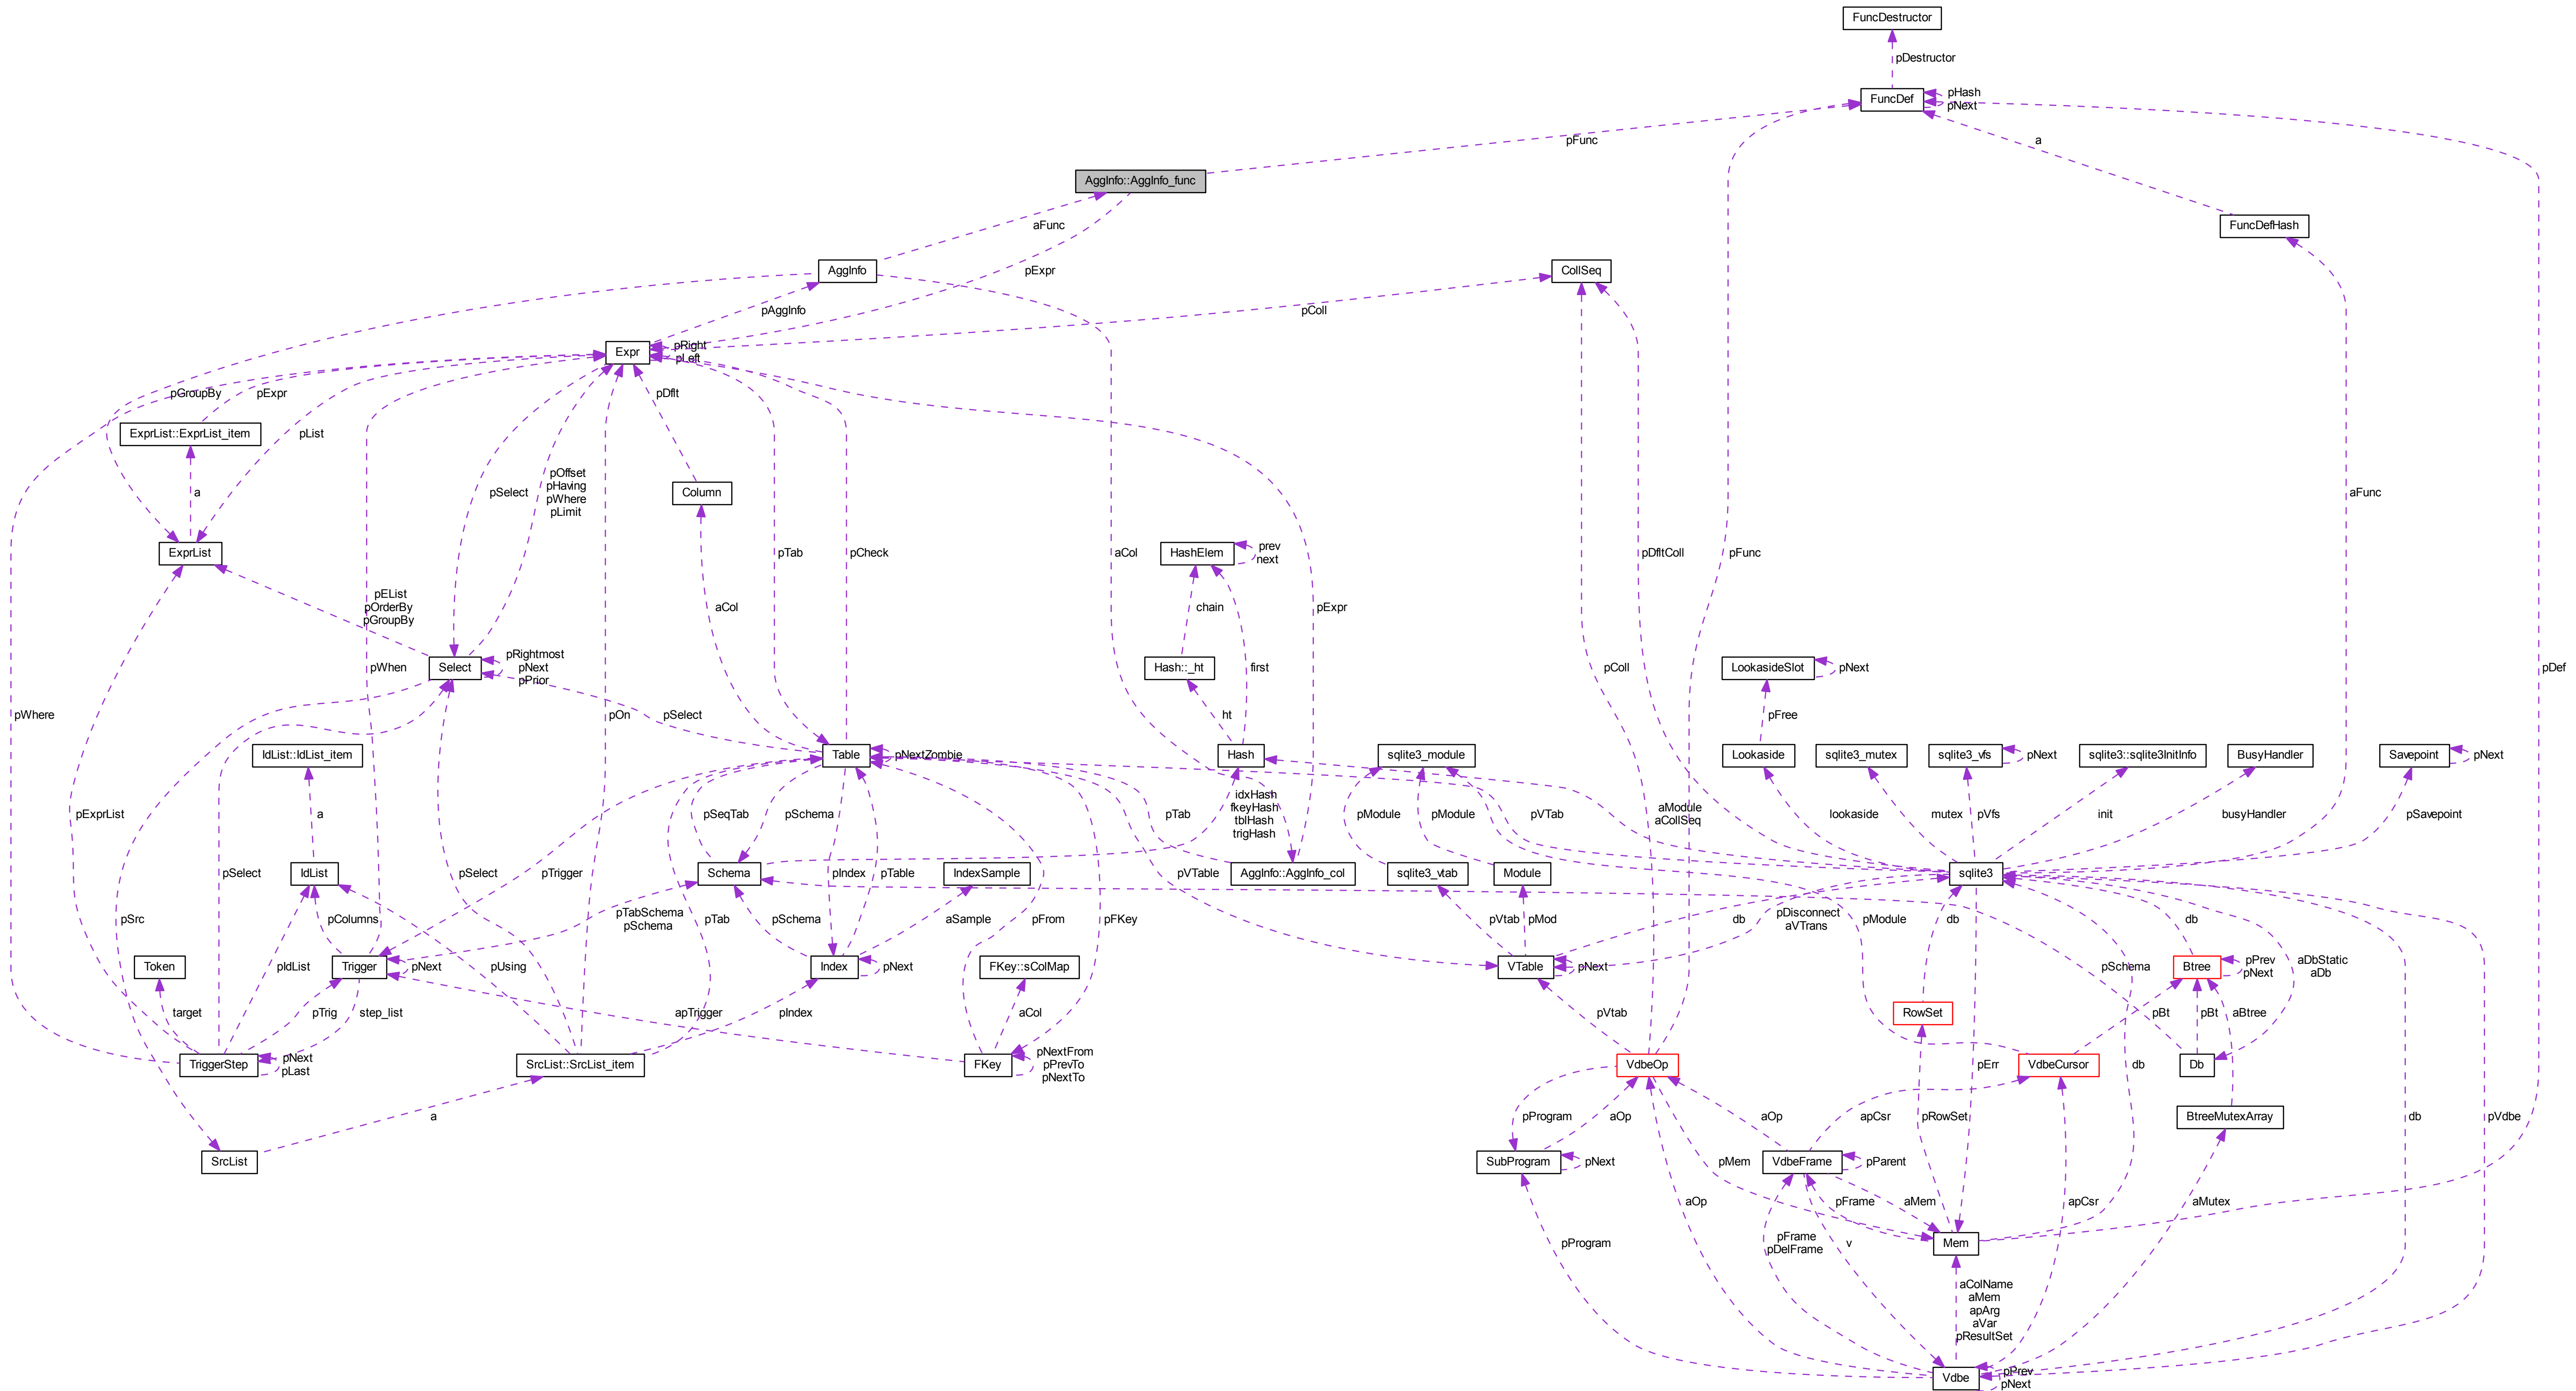 FuncDestructor
pDestructor
FuncDef
pHash
pNext
pFunc
a
AggInfo::AggInfo_func
FuncDefHash
aFunc
AggInfo
pExpr
CollSeq
pAggInfo
pColl
Expr
pRight
pLeft
pGroupBy
pExpr
pDflt
ExprList::ExprList_item
pList
pOffset
pHaving
pWhere
pLimit
a
pSelect
Column
aFunc
ExprList
pTab
pCheck
aCol
HashElem
prev
next
pDfltColl
pFunc
pEList
pOrderBy
pGroupBy
aCol
chain
pExpr
Select
pRightmost
pNext
pPrior
pWhen
Hash::_ht
first
pColl
LookasideSlot
pNext
pDef
pWhere
pOn
pSelect
ht
pFree
IdList::IdList_item
Table
pNextZombie
Hash
sqlite3_module
Lookaside
sqlite3_mutex
sqlite3_vfs
pNext
sqlite3::sqlite3InitInfo
BusyHandler
Savepoint
pNext
pExprList
a
pSeqTab
pSchema
pTab
idxHash
fkeyHash
tblHash
trigHash
pModule
pModule
pVTab
aModule
aCollSeq
lookaside
mutex
pVfs
init
busyHandler
pSavepoint
pSelect
IdList
pSelect
pTrigger
Schema
pIndex
pTable
IndexSample
pVTable
AggInfo::AggInfo_col
sqlite3_vtab
Module
sqlite3
pSrc
pColumns
pTabSchema
pSchema
pTab
pSchema
aSample
pFrom
pFKey
pVtab
pMod
db
pDisconnect
aVTrans
pModule
db
db
Token
pIdList
Trigger
pNext
pUsing
Index
pNext
FKey::sColMap
VTable
pNext
pSchema
Btree
pPrev
pNext
aDbStatic
aDb
target
pTrig
step_list
apTrigger
pIndex
aCol
pVtab
RowSet
pBt
pBt
aBtree
TriggerStep
pNext
pLast
SrcList::SrcList_item
FKey
pNextFrom
pPrevTo
pNextTo
VdbeOp
VdbeCursor
pErr
db
Db
a
pProgram
aOp
aOp
apCsr
pRowSet
BtreeMutexArray
db
pVdbe
SrcList
SubProgram
pNext
pMem
VdbeFrame
pParent
aOp
pFrame
aMem
apCsr
aMutex
pProgram
pFrame
pDelFrame
v
Mem
aColName
aMem
apArg
aVar
pResultSet
Vdbe
pPrev
pNext